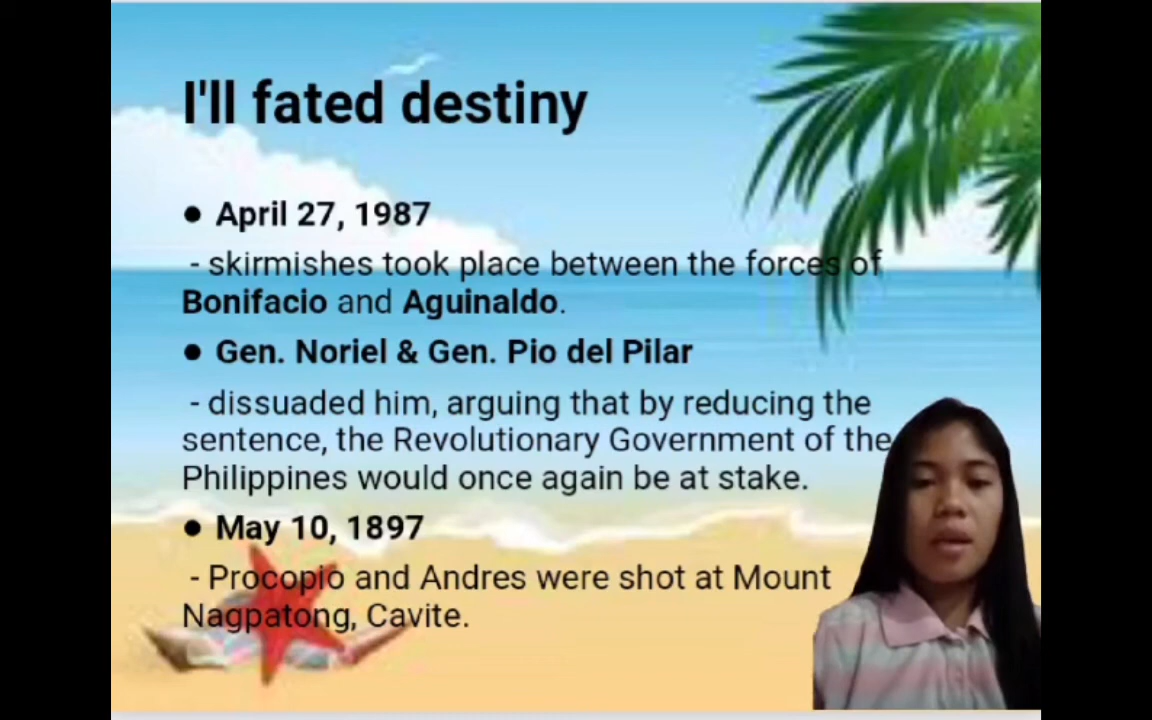 I'll fated destiny
● April 27, 1987
- skirmishes took place between the forces of
Bonifacio and Aguinaldo.
● Gen. Noriel & Gen. Pio del Pilar
- dissuaded him, arguing that by reducing the
sentence, the Revolutionary Government of the
Philippines would once again be at stake.
● May 10, 1897
- Procopio and Andres were shot at Mount
Nagpatong, Cavite.